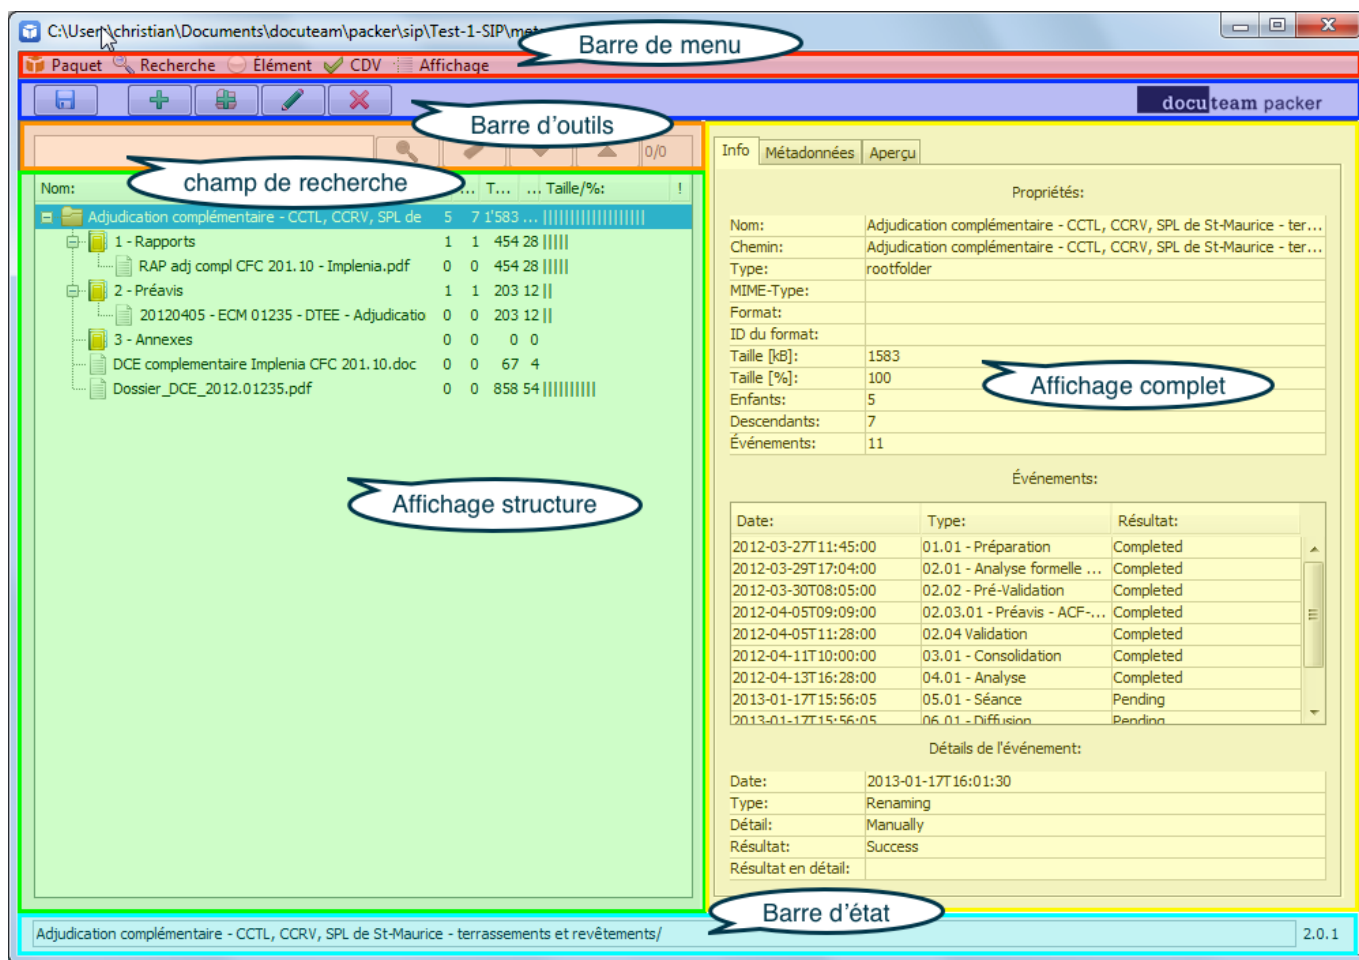 C:\Users\christian\Documents\docuteam\packer\sip\Test-1-SIP\met
Barre de menu
Paquet Recherche Élément CDV Affichage
docuteam packer
Barre d'outils
0/0
champ de recherche
Nom: ... T... ... Taille/%: !
Adjudication complémentaire - CCTL, CCRV, SPL de 5 7 1'583 ... ||||||||||||||||||||
1 - Rapports 1 1 454 28 |||||
RAP adj compl CFC 201.10 - Implenia.pdf 0 0 454 28 |||||
2 - Préavis 1 1 203 12 ||
20120405 - ECM 01235 - DTEE - Adjudicatio 0 0 203 12 ||
3 - Annexes 0 0 0 0
DCE complementaire Implenia CFC 201.10.doc 0 0 67 4
Dossier_DCE_2012.01235.pdf 0 0 858 54 ||||||||||
Affichage structure
Info Métadonnées Aperçu
Propriétés:
Nom: Adjudication complémentaire - CCTL, CCRV, SPL de St-Maurice - ter...
Chemin: Adjudication complémentaire - CCTL, CCRV, SPL de St-Maurice - ter...
Type: rootfolder
MIME-Type:
Format:
ID du format:
Taille [kB]: 1583
Taille [%]: 100
Enfants: 5
Descendants: 7
Événements: 11
Affichage complet
Événements:
Date: Type: Résultat:
2012-03-27T11:45:00 01.01 - Préparation Completed
2012-03-29T17:04:00 02.01 - Analyse formelle ... Completed
2012-03-30T08:05:00 02.02 - Pré-Validation Completed
2012-04-05T09:09:00 02.03.01 - Préavis - ACF-... Completed
2012-04-05T11:28:00 02.04 Validation Completed
2012-04-11T10:00:00 03.01 - Consolidation Completed
2012-04-13T16:28:00 04.01 - Analyse Completed
2013-01-17T15:56:05 05.01 - Séance Pending
2013-01-17T15:56:05 06.01 - Diffusion Pending
Détails de l'événement:
Date: 2013-01-17T16:01:30
Type: Renaming
Détail: Manually
Résultat: Success
Résultat en détail:
Barre d'état
Adjudication complémentaire - CCTL, CCRV, SPL de St-Maurice - terrassements et revêtements/ 2.0.1